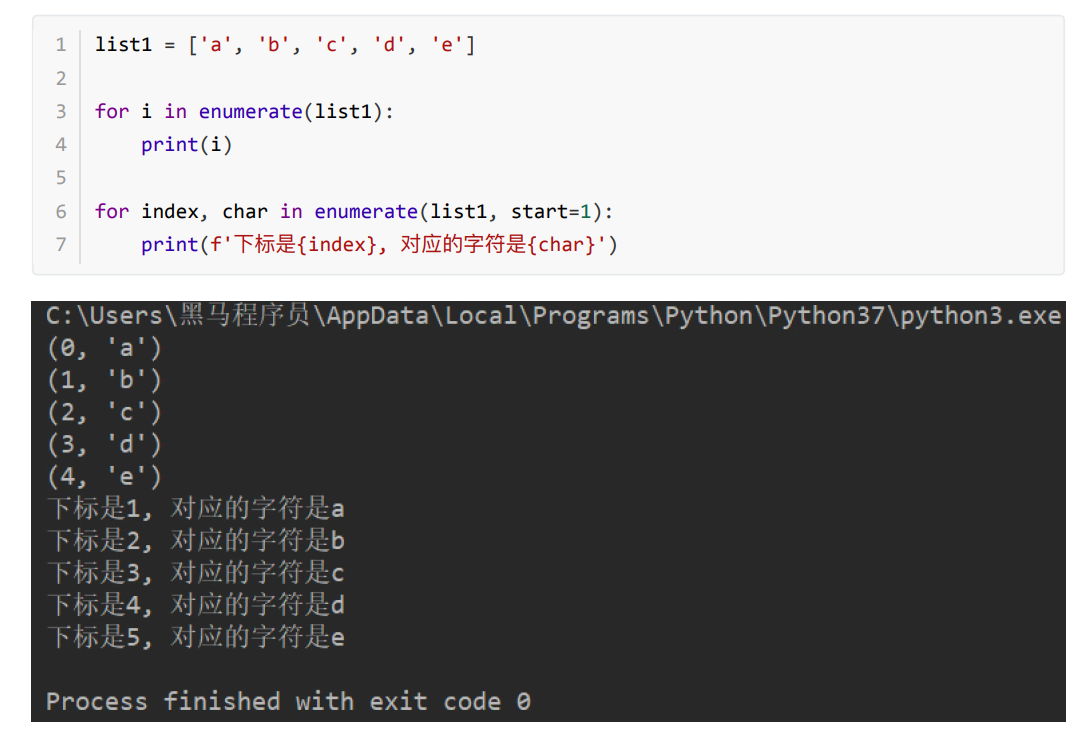 1 list1 = ['a', 'b', 'c', 'd', 'e']
2
3 for i in enumerate(list1):
4     print(i)
5
6 for index, char in enumerate(list1, start=1):
7     print(f'下标是{index}, 对应的字符是{char}')
C:\Users\黑马程序员\AppData\Local\Programs\Python\Python37\python3.exe
(0, 'a')
(1, 'b')
(2, 'c')
(3, 'd')
(4, 'e')
下标是1, 对应的字符是a
下标是2, 对应的字符是b
下标是3, 对应的字符是c
下标是4, 对应的字符是d
下标是5, 对应的字符是e
Process finished with exit code 0